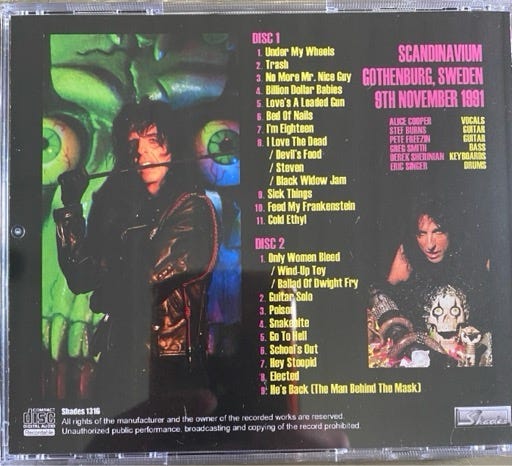 DISC 1
1. Under My Wheels
2. Trash
3. No More Mr. Nice Guy
4. Billion Dollar Babies
5. Love's A Loaded Gun
6. Bed Of Nails
7. I'm Eighteen
8. I Love The Dead
/ Devil's Food
/ Steven
/ Black Widow Jam
9. Sick Things
10. Feed My Frankenstein
11. Cold Ethyl
DISC 2
1. Only Women Bleed
/ Wind-Up Toy
/ Ballad Of Dwight Fry
2. Guitar Solo
3. Poison
4. Snakebite
5. Go To Hell
6. School's Out
7. Hey Stoopid
8. Elected
9. He's Back (The Man Behind The Mask)
SCANDINAVIUM
GOTHENBURG, SWEDEN
9TH NOVEMBER 1991
ALICE COOPER VOCALS
STEF BURNS GUITAR
PETE FREEZIN GUITAR
GREG SMITH BASS
DEREK SHERINIAN KEYBOARDS
ERIC SINGER DRUMS
COMPACT
disc
DIGITAL AUDIO
Recordable
Shades 1316
All rights of the manufacturer and the owner of the recorded works are reserved.
Unauthorized public performance, broadcasting and copying of the record prohibited.
Shades